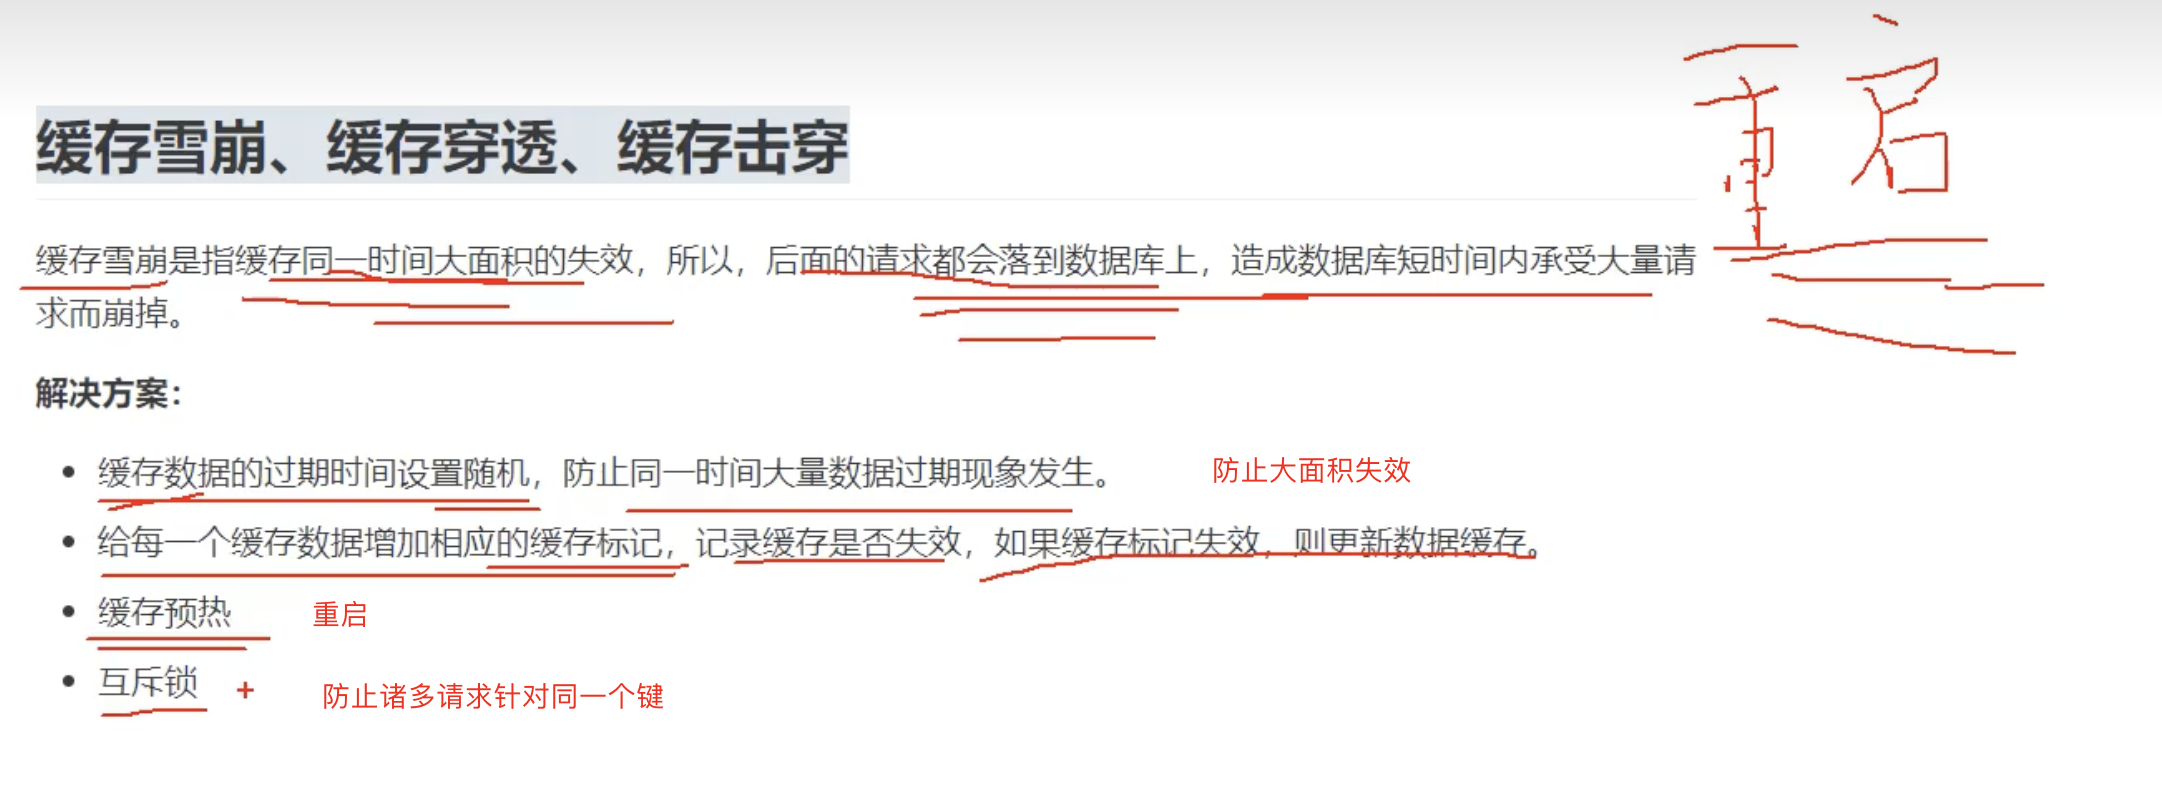 重启
缓存雪崩、缓存穿透、缓存击穿
缓存雪崩是指缓存同一时间大面积的失效，所以，后面的请求都会落到数据库上，造成数据库短时间内承受大量请
求而崩掉。
解决方案：
缓存数据的过期时间设置随机，防止同一时间大量数据过期现象发生。 防止大面积失效
给每一个缓存数据增加相应的缓存标记，记录缓存是否失效，如果缓存标记失效，则更新数据缓存。
缓存预热 重启
互斥锁 + 防止诸多请求针对同一个键